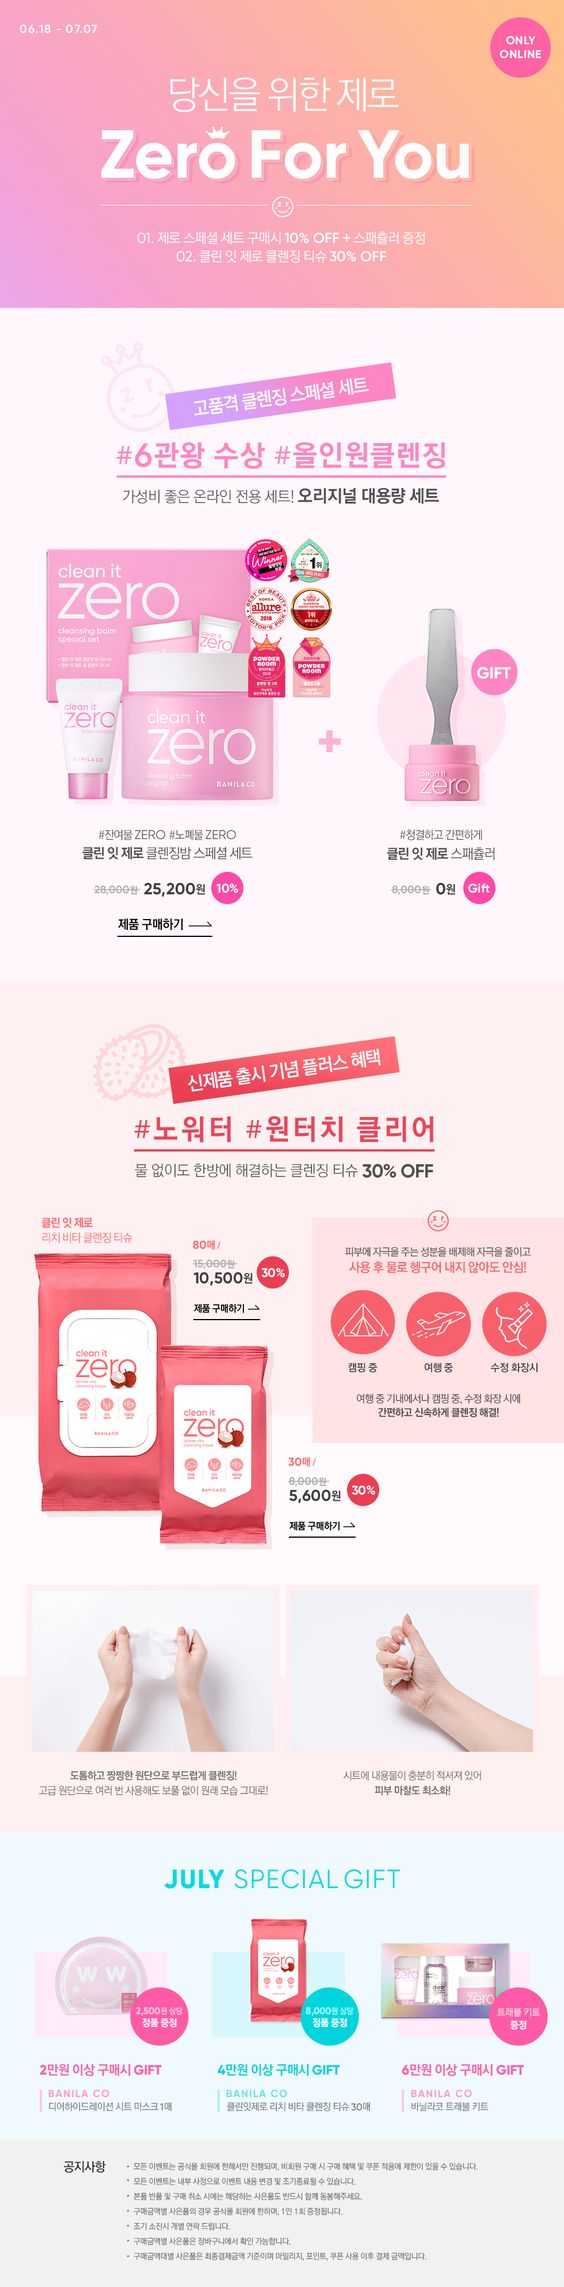 06.18 - 07.07
ONLY
ONLINE
당신을 위한 제로
Zero For You
01. 제로 스페셜 세트 구매시 10% OFF + 스패츌러 증정
02. 클린 잇 제로 클렌징 티슈 30% OFF
고품격 클렌징 스페셜 세트
#6관왕 수상 #올인원클렌징
가성비 좋은 온라인 전용 세트! 오리지널 대용량 세트
clean it
zero
cleansing balm
special set
Winner
1위
BEST OF BEAUTY
KOREA
allure
2018
EDITOR'S PICK
1위
POWDER
ROOM
POWDER
ROOM
clean it
zero
BANILA CO
clean it
zero
cleansing balm
original
BANILA CO
+
GIFT
clean it
zero
#잔여물 ZERO #노폐물 ZERO
클린 잇 제로 클렌징밤 스페셜 세트
28,000원 25,200원 10%
제품 구매하기
#청결하고 간편하게
클린 잇 제로 스패츌러
8,000원 0원 Gift
신제품 출시 기념 플러스 혜택
#노워터 #원터치 클리어
물 없이도 한방에 해결하는 클렌징 티슈 30% OFF
클린 잇 제로
리치 비타 클렌징 티슈
80매 /
15,000원
10,500원 30%
제품 구매하기
clean it
zero
lychee vita
cleansing tissue
BANILA CO
clean it
zero
lychee vita
cleansing tissue
BANILA CO
피부에 자극을 주는 성분을 배제해 자극을 줄이고
사용 후 물로 헹구어 내지 않아도 안심!
캠핑 중
여행 중
수정 화장시
여행 중 기내에서나 캠핑 중, 수정 화장 시에
간편하고 신속하게 클렌징 해결!
30매 /
8,000원
5,600원 30%
제품 구매하기
도톰하고 짱짱한 원단으로 부드럽게 클렌징!
고급 원단으로 여러 번 사용해도 보풀 없이 원래 모습 그대로!
시트에 내용물이 충분히 적셔져 있어
피부 마찰도 최소화!
JULY SPECIAL GIFT
2,500원 상당
정품 증정
clean it
zero
8,000원 상당
정품 증정
zero
zero
트래블 키트
증정
2만원 이상 구매시 GIFT
BANILA CO
디어하이드레이션 시트 마스크 1매
4만원 이상 구매시 GIFT
BANILA CO
클린잇제로 리치 비타 클렌징 티슈 30매
6만원 이상 구매시 GIFT
BANILA CO
바닐라코 트래블 키트
공지사항
• 모든 이벤트는 공식몰 회원에 한해서만 진행되며, 비회원 구매 시 구매 혜택 및 쿠폰 적용에 제한이 있을 수 있습니다.
• 모든 이벤트는 내부 사정으로 이벤트 내용 변경 및 조기종료될 수 있습니다.
• 본품 반품 및 구매 취소 시에는 해당하는 사은품도 반드시 함께 동봉해주세요.
• 구매금액별 사은품의 경우 공식몰 회원에 한하여, 1인 1회 증정됩니다.
• 조기 소진시 개별 연락 드립니다.
• 구매금액별 사은품은 장바구니에서 확인 가능합니다.
• 구매금액대별 사은품은 최종결제금액 기준이며 마일리지, 포인트, 쿠폰 사용 이후 결제 금액입니다.